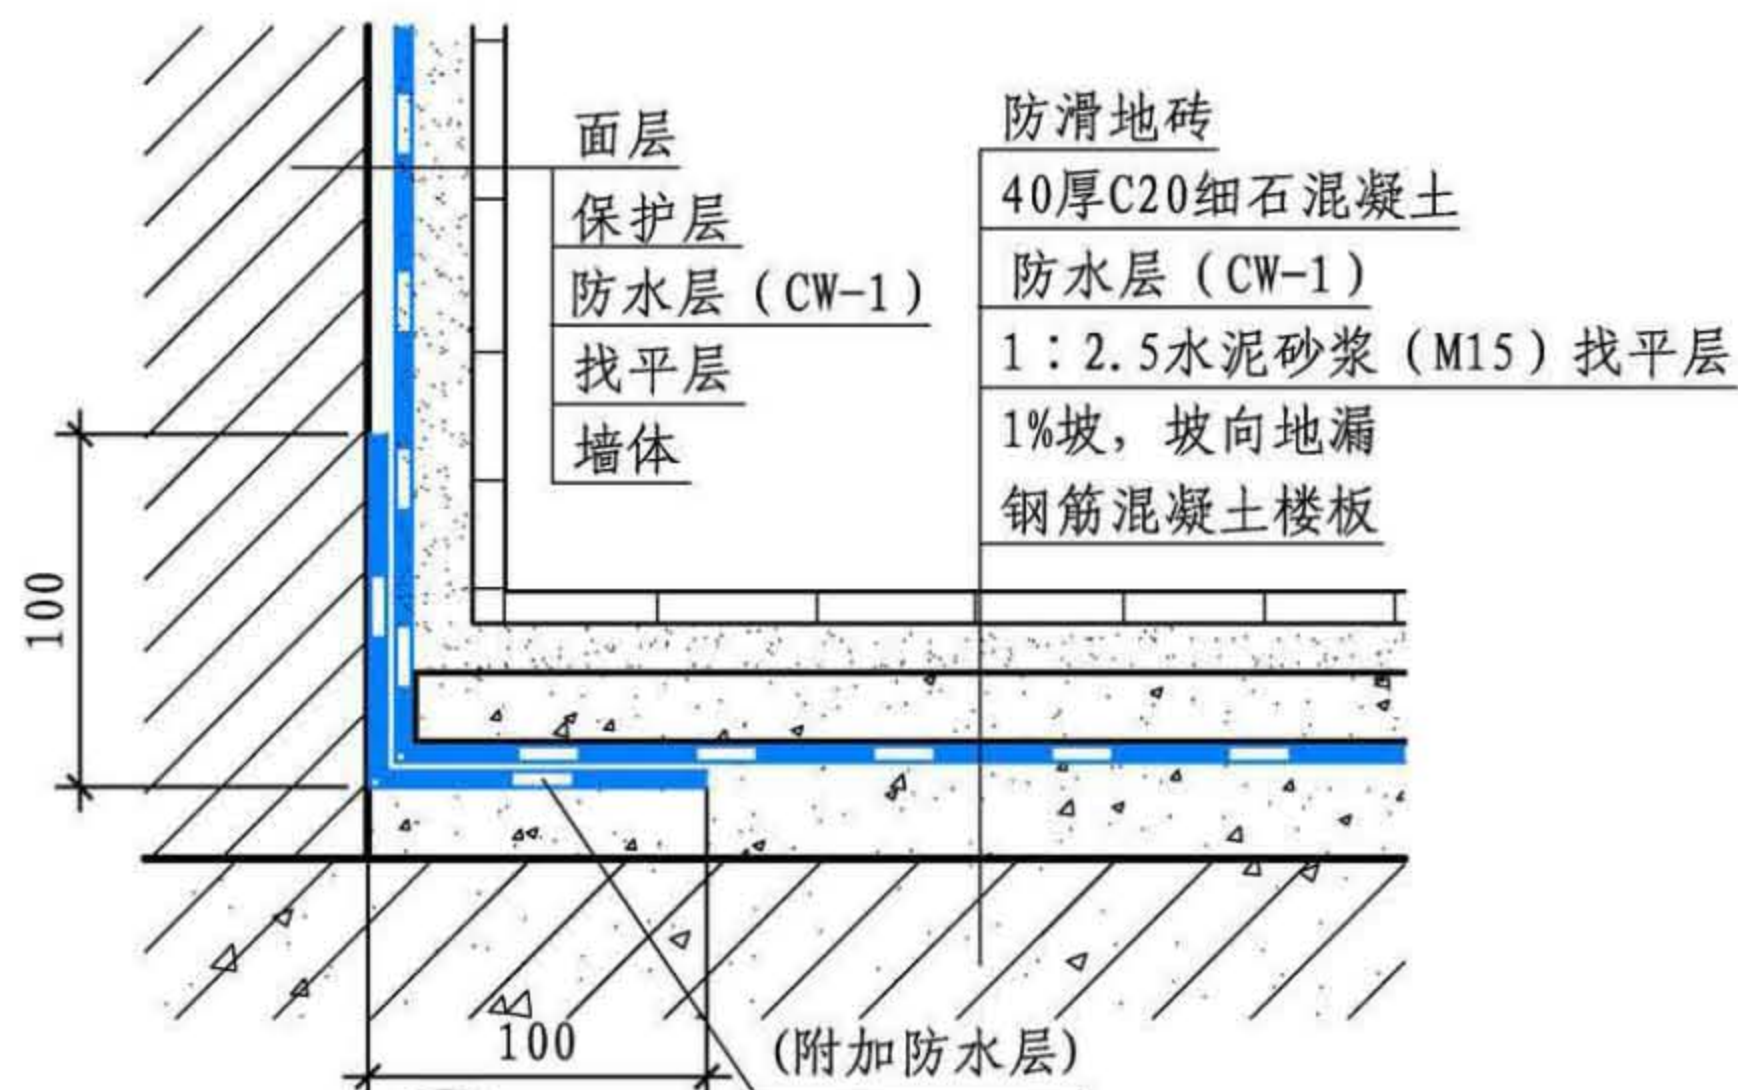 面层
保护层
防水层（CW-1）
找平层
墙体
防滑地砖
40厚C20细石混凝土
防水层（CW-1）
1：2.5水泥砂浆（M15）找平层
1%坡，坡向地漏
钢筋混凝土楼板
100
100
(附加防水层)